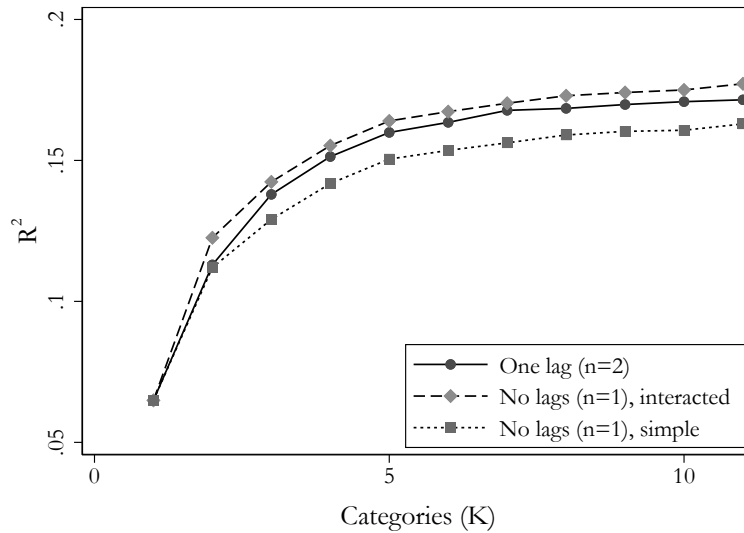 .2
.15
R²
.1
.05
One lag (n=2)
No lags (n=1), interacted
No lags (n=1), simple
0
5
10
Categories (K)